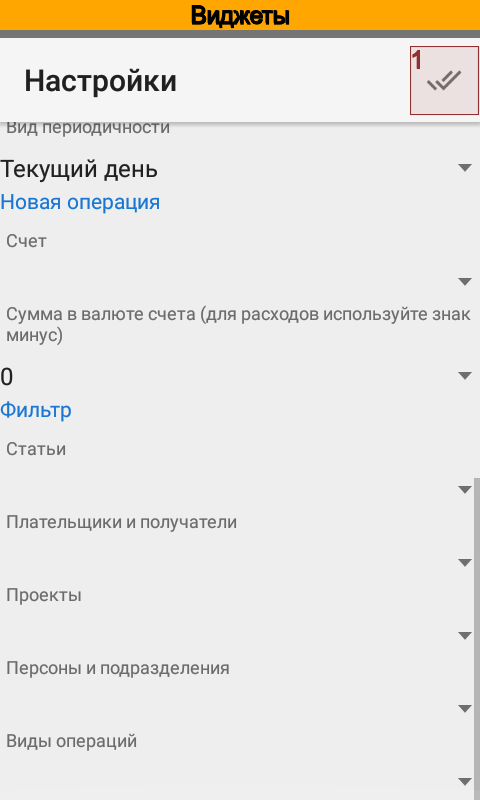 Виджеты
Настройки
1
Вид периодичности
Текущий день
Новая операция
Счет
Сумма в валюте счета (для расходов используйте знак
минус)
0
Фильтр
Статьи
Плательщики и получатели
Проекты
Персоны и подразделения
Виды операций